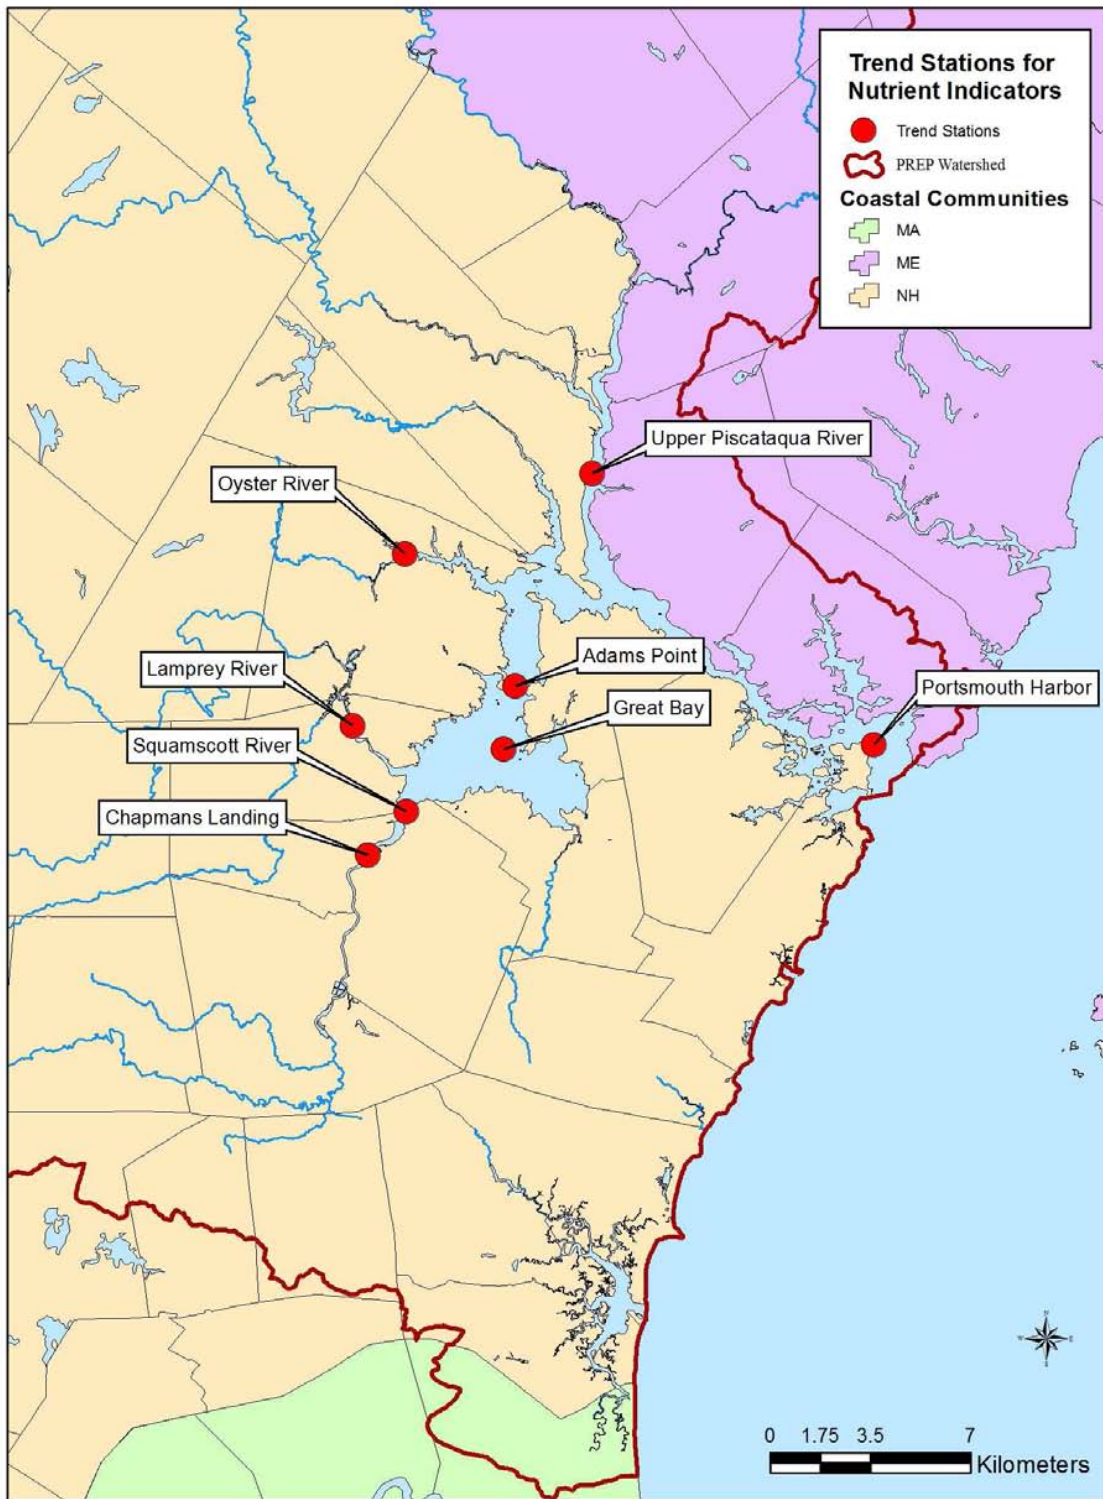 Trend Stations for
Nutrient Indicators
Trend Stations
PREP Watershed
Coastal Communities
MA
ME
NH
Upper Piscataqua River
Oyster River
Adams Point
Lamprey River
Portsmouth Harbor
Great Bay
Squamscott River
Chapmans Landing
0 1.75 3.5 7
Kilometers